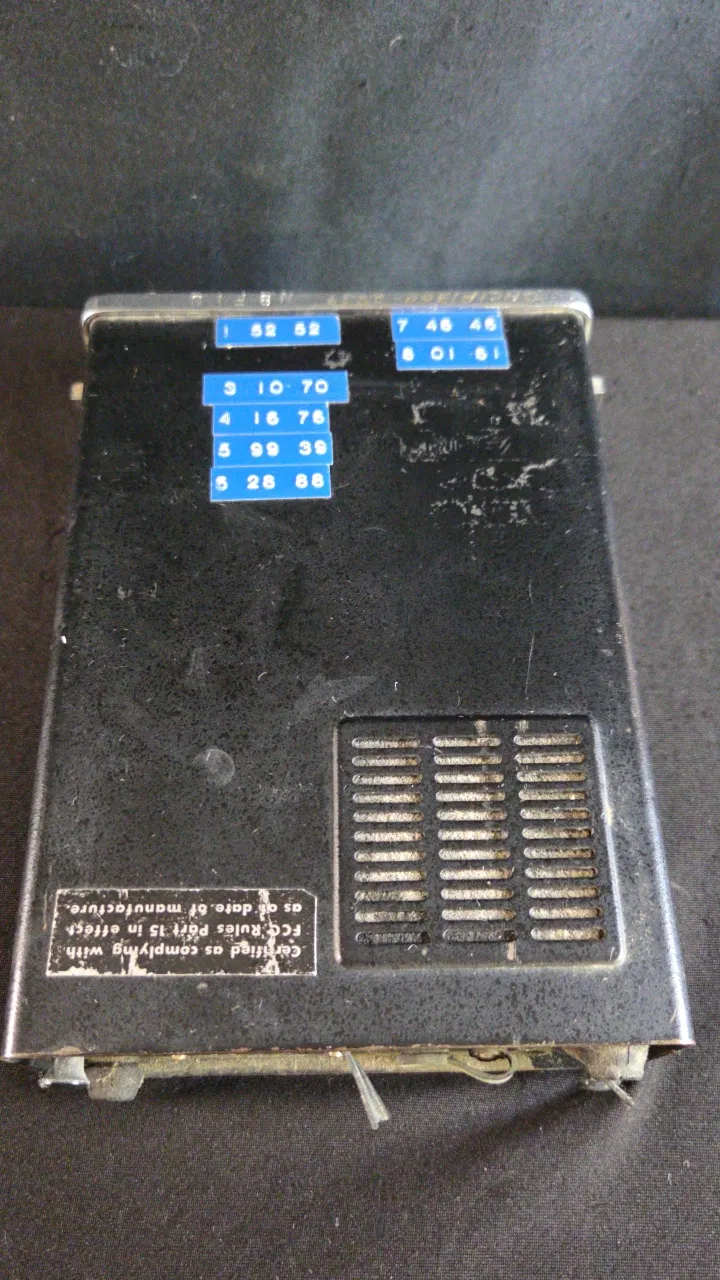 1 52 52
3 10 70
4 16 76
5 99 39
5 28 88
7 46 46
8 01 61
Certified as complying with
FCC Rules Part 15 in effect
as of date of manufacture.